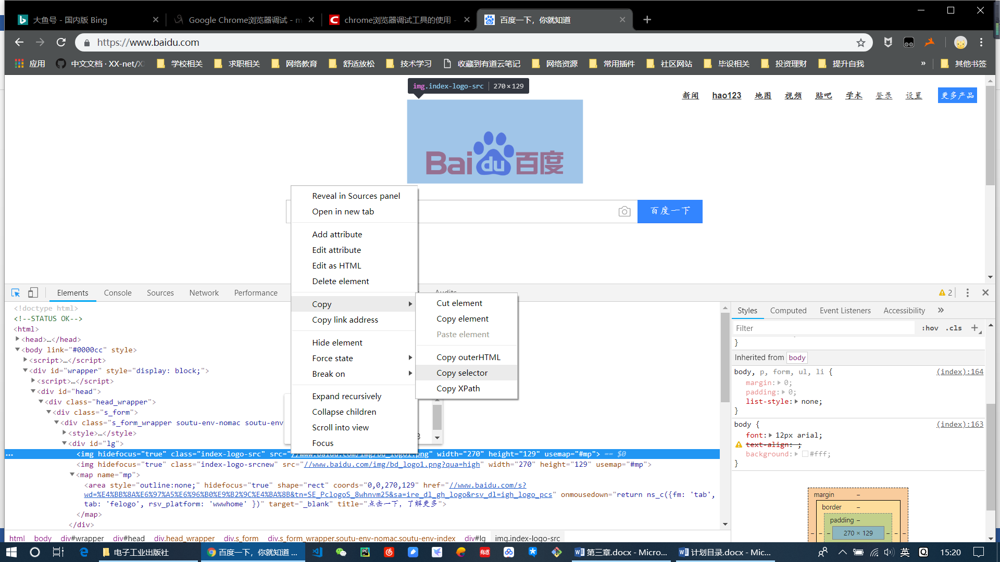 大鱼号 - 国内版 Bing
Google Chrome浏览器调试 - m
chrome浏览器调试工具的使用 -
百度一下，你就知道
https://www.baidu.com
应用
中文文档 · XX-net/X
学校相关
求职相关
网络教育
舒适放松
技术学习
收藏到有道云笔记
网络资源
常用插件
社区网站
毕设相关
投资理财
提升自我
»
其他书签
img.index-logo-src | 270 × 129
新闻
hao123
地图
视频
贴吧
学术
登录
设置
更多产品
Bai du 百度
百度一下
Reveal in Sources panel
Open in new tab
Add attribute
Edit attribute
Edit as HTML
Delete element
Copy
Copy link address
Hide element
Force state
Break on
Expand recursively
Collapse children
Scroll into view
Focus
Cut element
Copy element
Paste element
Copy outerHTML
Copy selector
Copy XPath
Elements
Console
Sources
Network
Performance
Audits
2
<!doctype html>
<!--STATUS OK-->
<html>
<head>…</head>
<body link="#0000cc" style>
<script>…</script>
<div id="wrapper" style="display: block;">
<script>…</script>
<div id="head">
<div class="head_wrapper">
<div class="s_form">
<div class="s_form_wrapper soutu-env-nomac soutu-env
<style>…</style>
<div id="lg">
<img hidefocus="true" class="index-logo-src" src="//www.baidu.com/img/bd_logo1.png" width="270" height="129" usemap="#mp"> == $0
<img hidefocus="true" class="index-logo-srcnew" src="//www.baidu.com/img/bd_logo1.png?qua=high" width="270" height="129" usemap="#mp">
<map name="mp">
<area style="outline:none;" hidefocus="true" shape="rect" coords="0,0,270,129" href="//www.baidu.com/s?
wd=%E4%BB%8A%E6%97%A5%E6%96%B0%E9%B2%9C%E4%BA%8B&tn=SE_PclogoS_8whnvm25&sa=ire_dl_gh_logo&rsv_dl=igh_logo_pcs" onmousedown="return ns_c({fm: 'tab',
tab: 'felogo', rsv_platform: 'wwwhome' })" target="_blank" title="点击一下，了解更多">
</map>
</div>
html
body
div#wrapper
div#head
div.head_wrapper
div.s_form
div.s_form_wrapper.soutu-env-nomac.soutu-env-index
div#lg
img.index-logo-src
Styles
Computed
Event Listeners
Accessibility
»
Filter
:hov
.cls
+
}
Inherited from body
body, p, form, ul, li {
(index):164
margin: 0;
padding: 0;
list-style: none;
}
body {
(index):163
font: 12px arial;
text-align: ;
background: #fff;
}
margin –
border –
padding –
– – – 270 × 129 – – –
电子工业出版社
百度一下，你就知道 ...
有道
第三章.docx - Micro...
计划目录.docx - Mic...
英
15:20